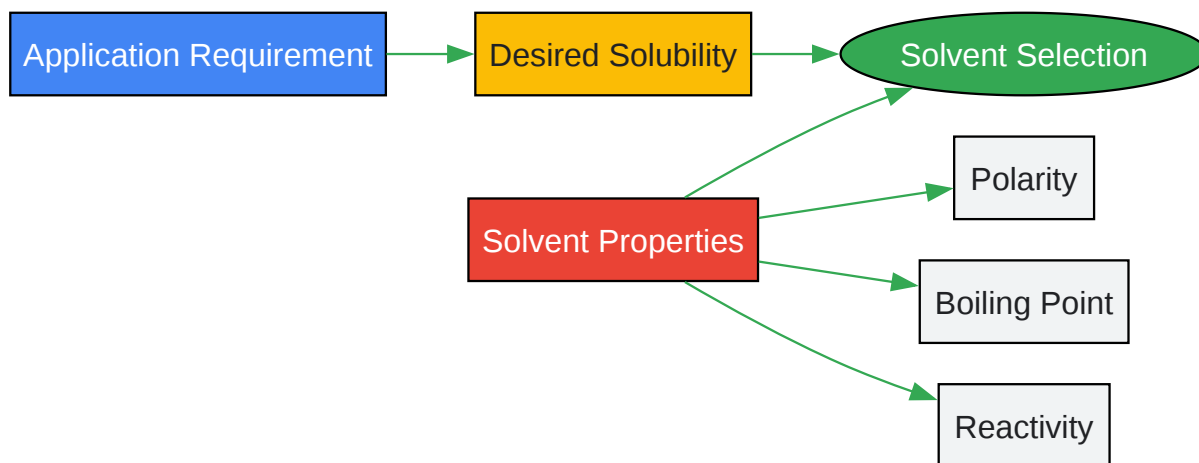 Application Requirement
Desired Solubility
Solvent Selection
Polarity
Solvent Properties
Boiling Point
Reactivity